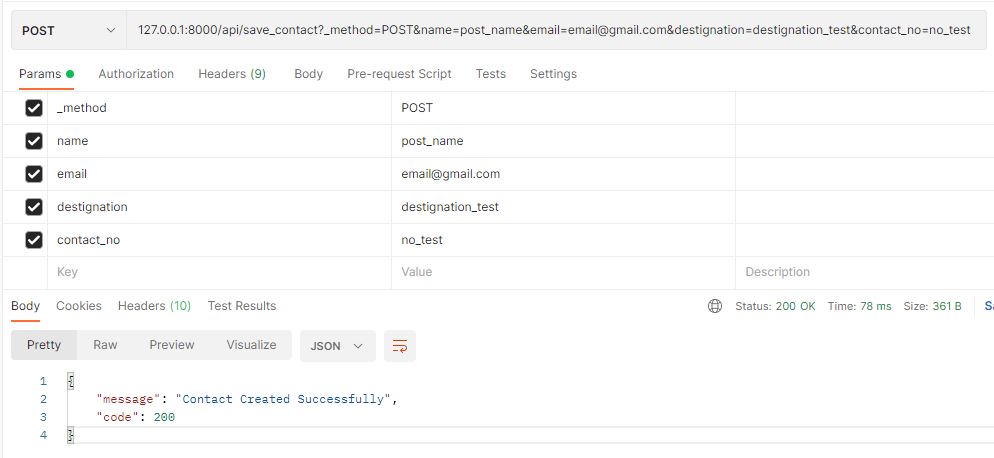 POST 127.0.0.1:8000/api/save_contact?_method=POST&name=post_name&email=email@gmail.com&destignation=destignation_test&contact_no=no_test
Params Authorization Headers (9) Body Pre-request Script Tests Settings
_method POST
name post_name
email email@gmail.com
destignation destignation_test
contact_no no_test
Key Value Description
Body Cookies Headers (10) Test Results Status: 200 OK Time: 78 ms Size: 361 B
Pretty Raw Preview Visualize JSON
1 {
2 "message": "Contact Created Successfully",
3 "code": 200
4 }